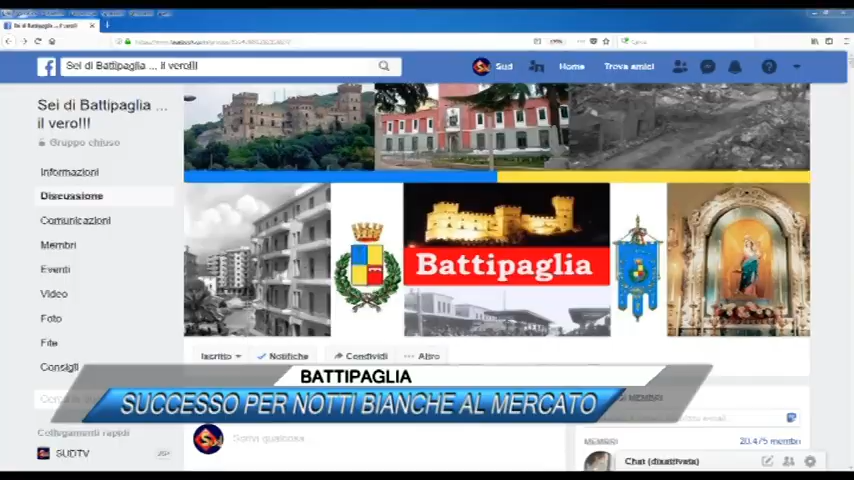 Sei di Battipaglia ... il vero!!!
Sei di Battipaglia ... il vero!!!
Sud
Home
Trova amici
Sei di Battipaglia ...
il vero!!!
Gruppo chiuso
Informazioni
Discussione
Comunicazioni
Membri
Eventi
Video
Foto
File
Consigli
Battipaglia
Iscritto
Notifiche
Condividi
Altro
BATTIPAGLIA
SUCCESSO PER NOTTI BIANCHE AL MERCATO
Collegamenti rapidi
SUDTV
Sud
Scrivi qualcosa...
MEMBRI
20.475 membri
Chat (disattivata)